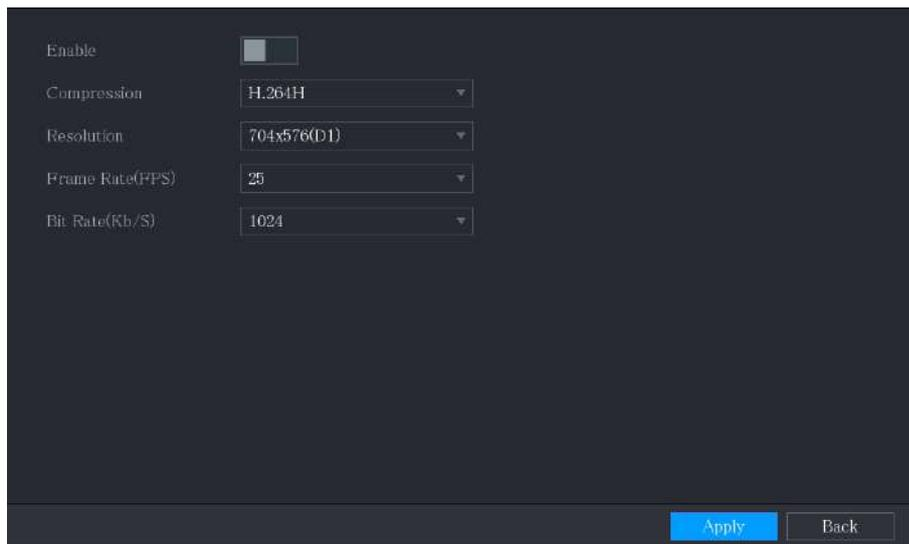 Enable
Compression H.264H
Resolution 704x576(D1)
Frame Rate(FPS) 25
Bit Rate(Kb/S) 1024
Apply Back